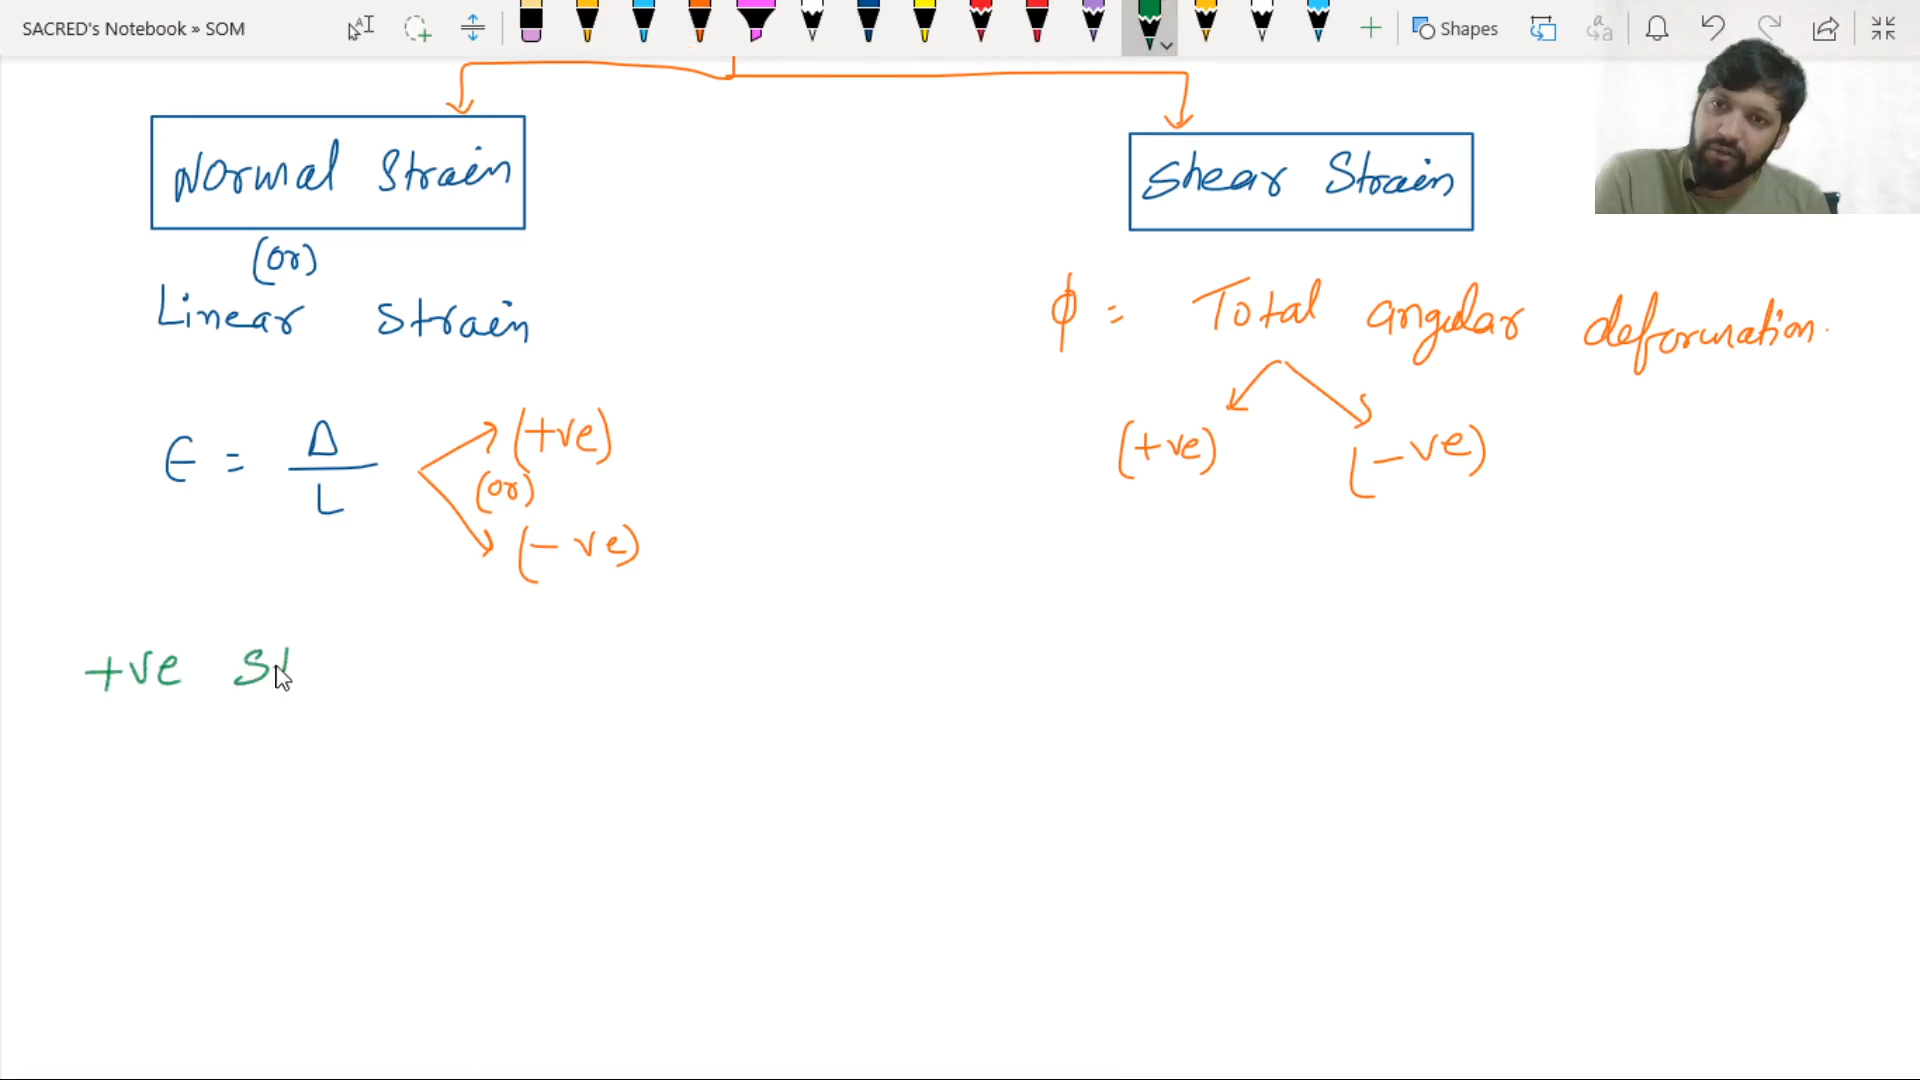 SACRED's Notebook » SOM
Shapes
Normal Strain
(or)
Linear Strain
ϵ = Δ / L
(+ve)
(or)
(-ve)
Shear Strain
ϕ = Total angular deformation.
(+ve) (-ve)
+ve St